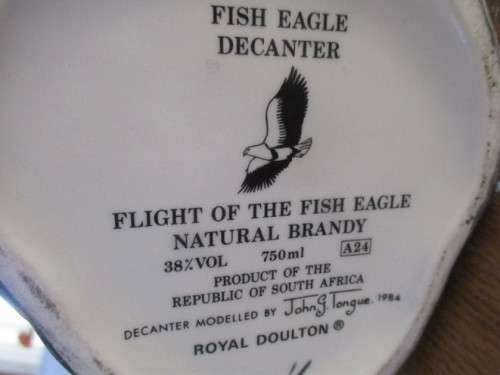 FISH EAGLE
DECANTER
FLIGHT OF THE FISH EAGLE
NATURAL BRANDY
38% VOL 750ml A24
PRODUCT OF THE
REPUBLIC OF SOUTH AFRICA
DECANTER MODELLED BY John G. Tongue. 1984
ROYAL DOULTON ®